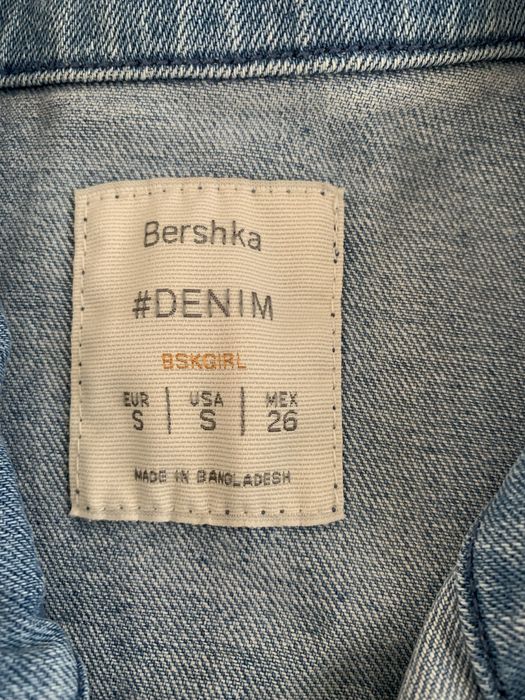 Bershka
#DENIM
BSKGIRL
EUR | USA | MEX
S | S | 26
MADE IN BANGLADESH